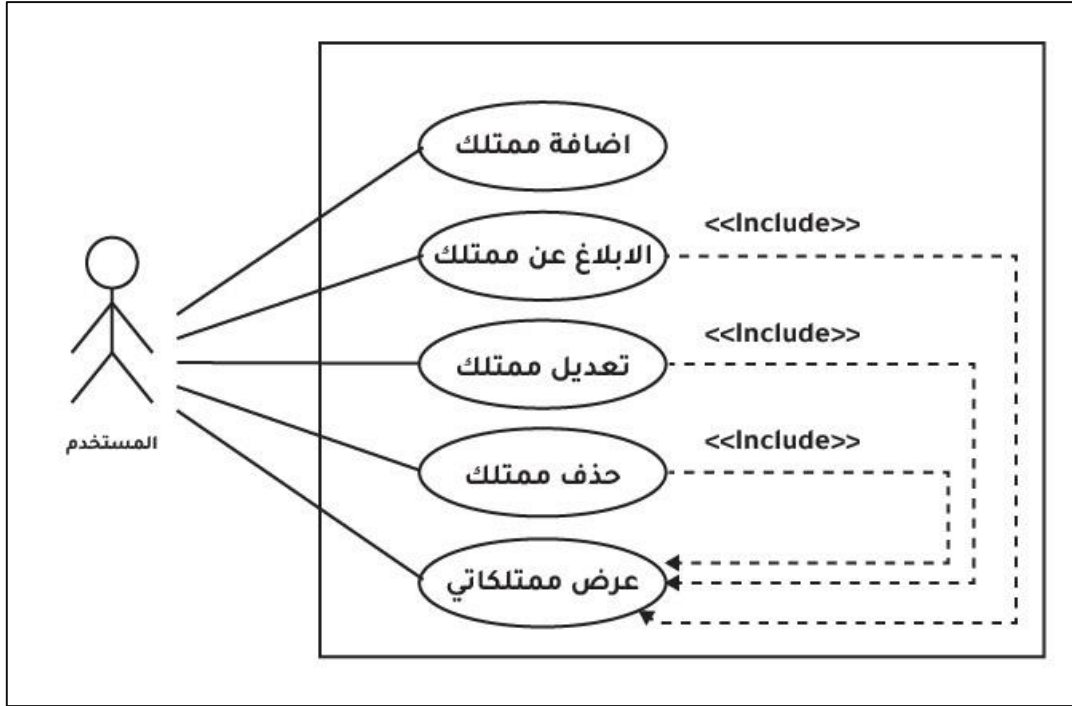 اضافة ممتلك
<<Include>>
الابلاغ عن ممتلك
<<Include>>
تعديل ممتلك
المستخدم
<<Include>>
حذف ممتلك
عرض ممتلكاتي